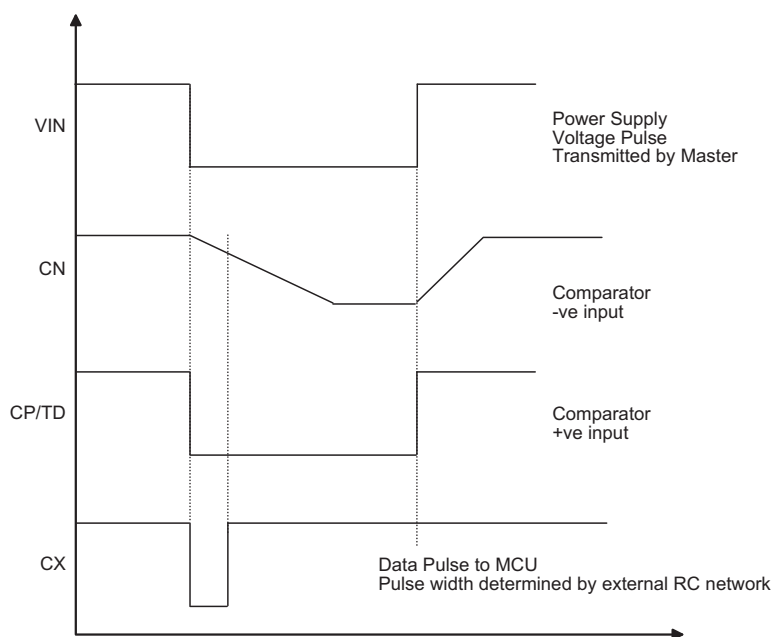 VIN
Power Supply
Voltage Pulse
Transmitted by Master
CN
Comparator
-ve input
CP/TD
Comparator
+ve input
CX
Data Pulse to MCU
Pulse width determined by external RC network